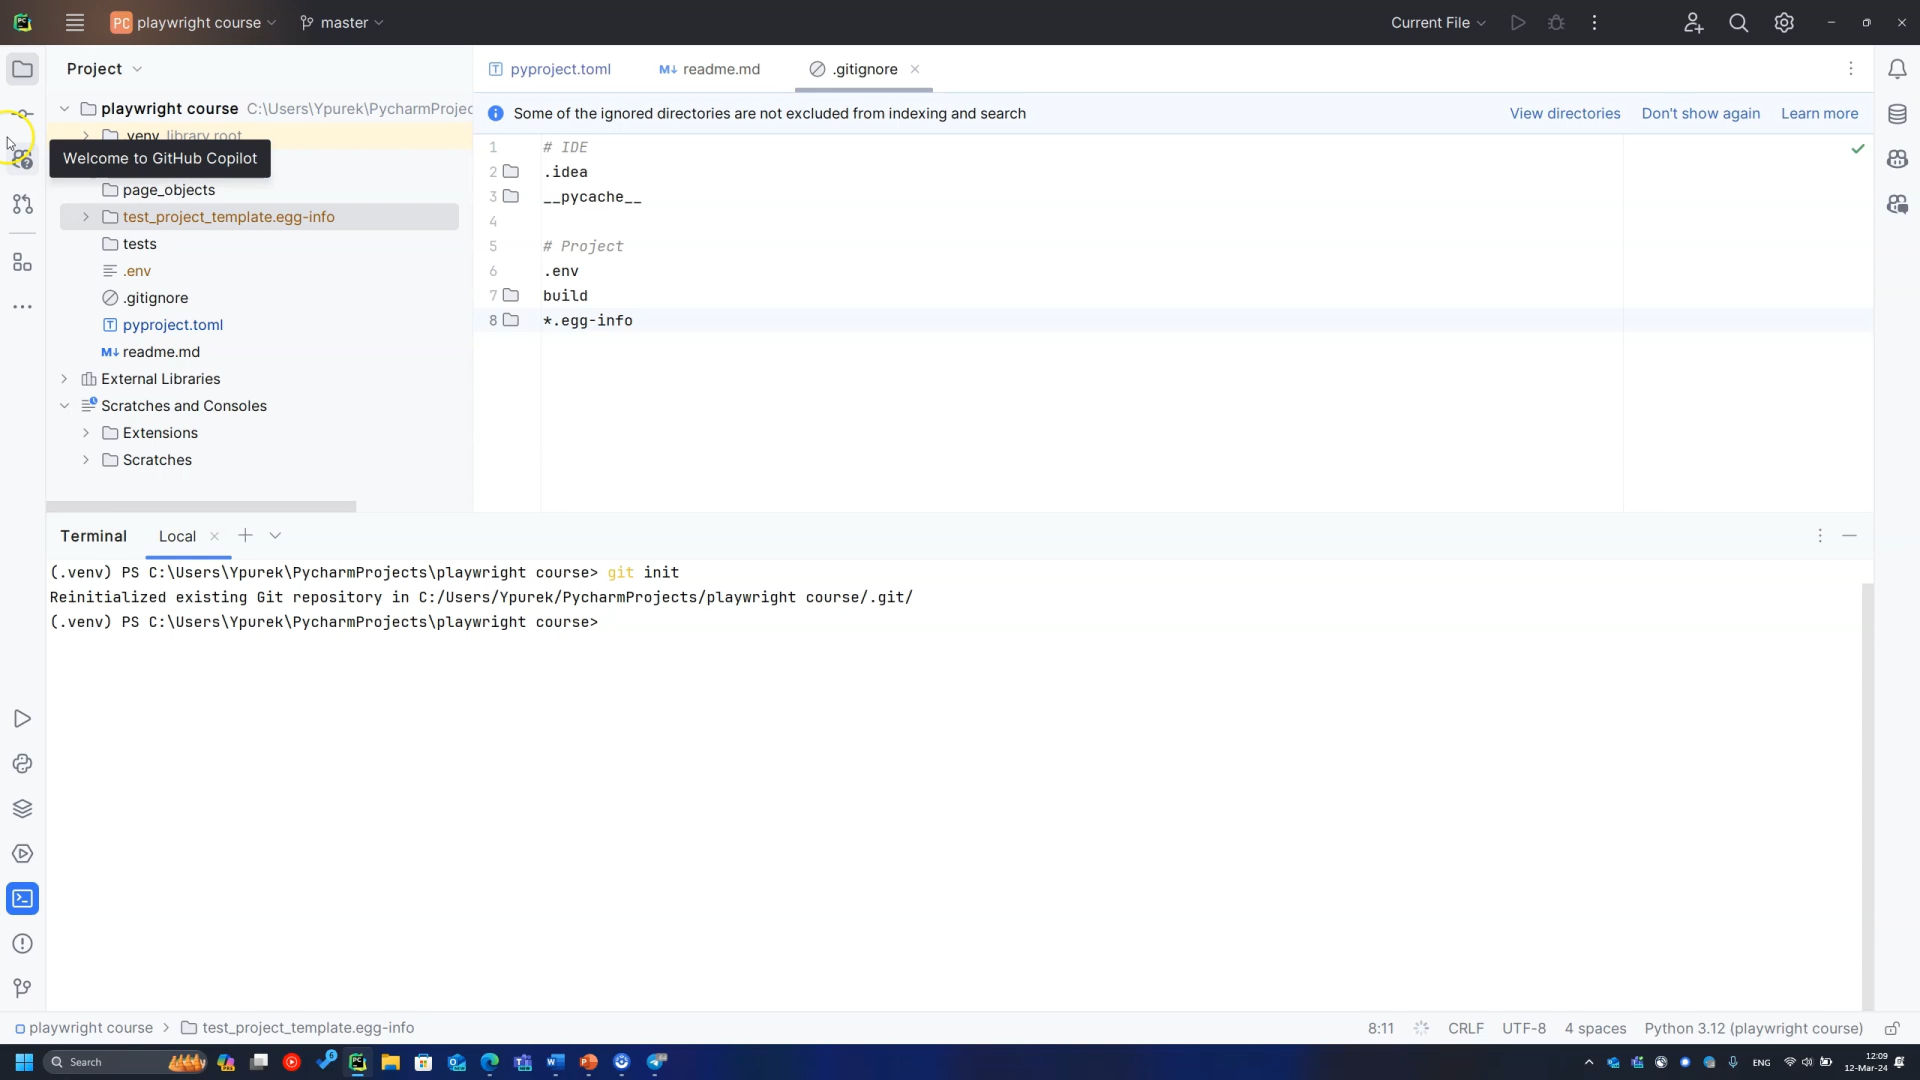 PC playwright course master Current File
Project
pyproject.toml
M↓ readme.md
.gitignore
playwright course C:\Users\Ypurek\PycharmProjec
Some of the ignored directories are not excluded from indexing and search
View directories Don't show again Learn more
venv library root
Welcome to GitHub Copilot
page_objects
test_project_template.egg-info
tests
.env
.gitignore
pyproject.toml
M↓ readme.md
External Libraries
Scratches and Consoles
Extensions
Scratches
1 # IDE
2 .idea
3 __pycache__
4
5 # Project
6 .env
7 build
8 *.egg-info
Terminal Local
(.venv) PS C:\Users\Ypurek\PycharmProjects\playwright course> git init
Reinitialized existing Git repository in C:/Users/Ypurek/PycharmProjects/playwright course/.git/
(.venv) PS C:\Users\Ypurek\PycharmProjects\playwright course>
playwright course > test_project_template.egg-info
8:11 CRLF UTF-8 4 spaces Python 3.12 (playwright course)
Search
ENG
12:09
12-Mar-24